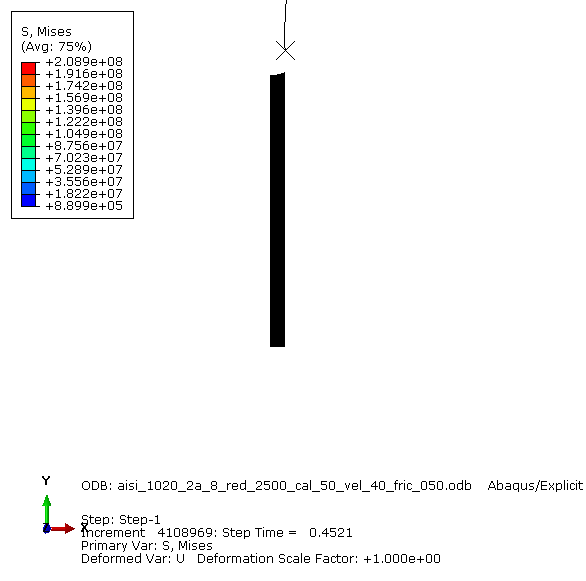 S, Mises
(Avg: 75%)
+2.089e+08
+1.916e+08
+1.742e+08
+1.569e+08
+1.396e+08
+1.222e+08
+1.049e+08
+8.756e+07
+7.023e+07
+5.289e+07
+3.556e+07
+1.822e+07
+8.899e+05
Y
X
ODB: aisi_1020_2a_8_red_2500_cal_50_vel_40_fric_050.odb Abaqus/Explicit
Step: Step-1
Increment 4108969: Step Time = 0.4521
Primary Var: S, Mises
Deformed Var: U Deformation Scale Factor: +1.000e+00